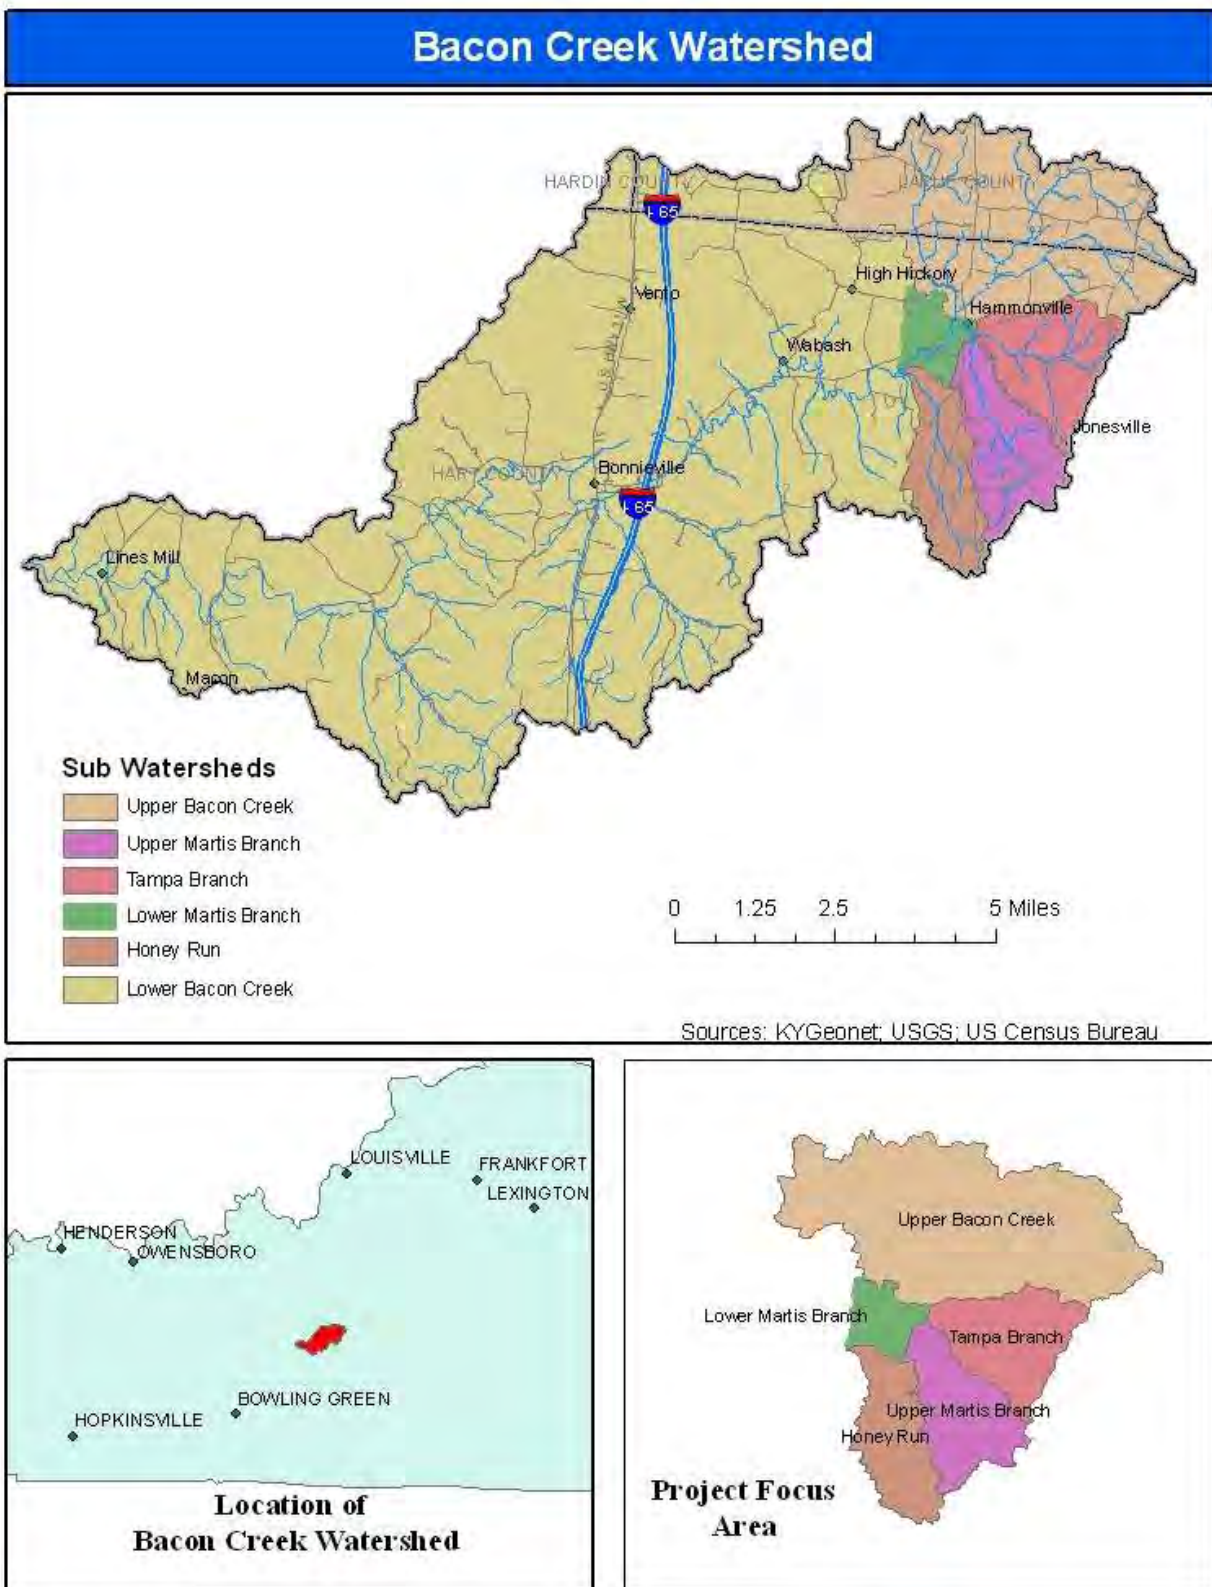 Bacon Creek Watershed
HARDIN COUNTY
LARUE COUNTY
I-65
High Hickory
Vento
Hammonville
US HWY 31W
Wabash
Jonesville
Bonnieville
HART COUNTY
I-65
Lines Mill
Macon
Sub Watersheds
Upper Bacon Creek
Upper Martis Branch
Tampa Branch
Lower Martis Branch
Honey Run
Lower Bacon Creek
0 1.25 2.5 5 Miles
Sources: KYGeonet; USGS; US Census Bureau
LOUISVILLE
FRANKFORT
LEXINGTON
HENDERSON
OWENSBORO
BOWLING GREEN
HOPKINSVILLE
Location of
Bacon Creek Watershed
Upper Bacon Creek
Lower Martis Branch
Tampa Branch
Upper Martis Branch
Honey Run
Project Focus
Area